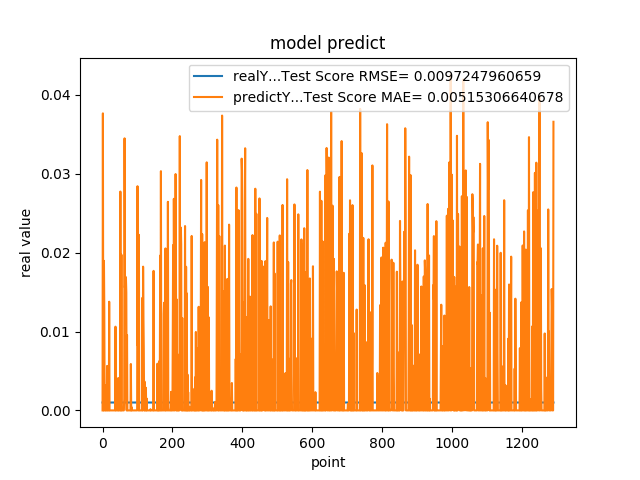 model predict
realY...Test Score RMSE= 0.0097247960659
predictY...Test Score MAE= 0.00515306640678
0.04
0.03
0.02
0.01
0.00
real value
0 200 400 600 800 1000 1200
point